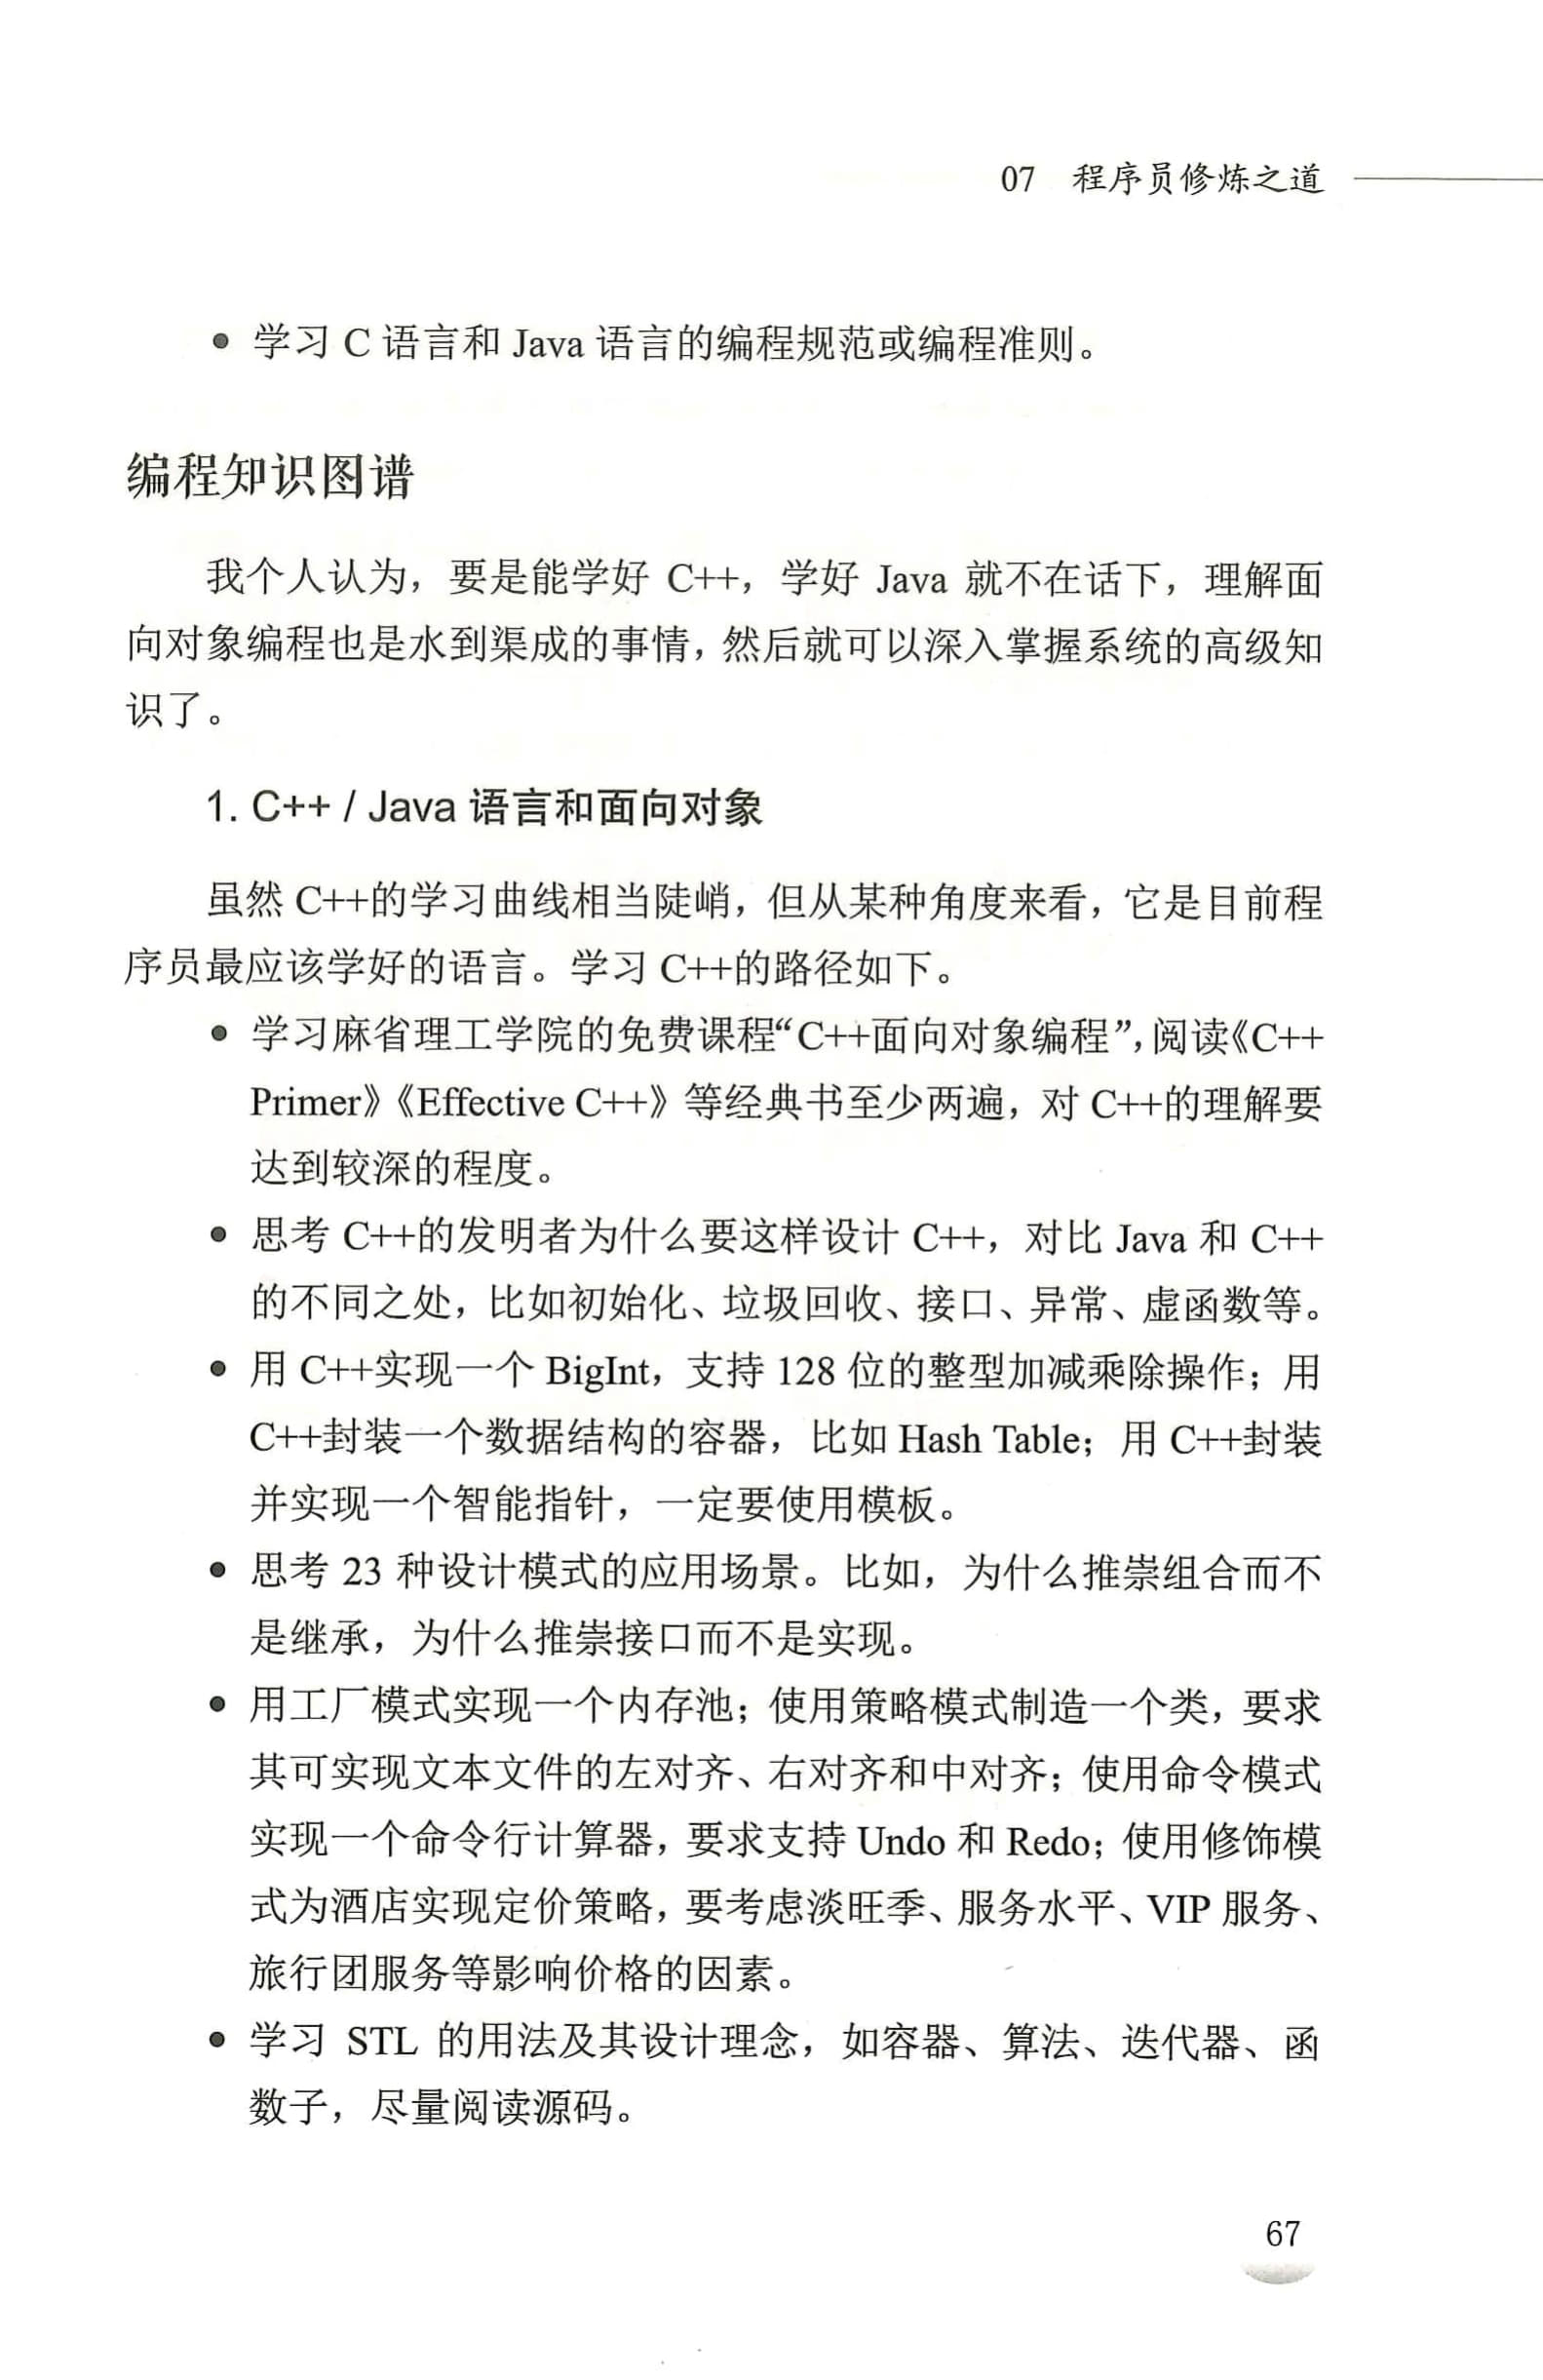 07 程序员修炼之道
● 学习 C 语言和 Java 语言的编程规范或编程准则。
编程知识图谱
我个人认为，要是能学好 C++，学好 Java 就不在话下，理解面
向对象编程也是水到渠成的事情，然后就可以深入掌握系统的高级知
识了。
1. C++ / Java 语言和面向对象
虽然 C++的学习曲线相当陡峭，但从某种角度来看，它是目前程
序员最应该学好的语言。学习 C++的路径如下。
● 学习麻省理工学院的免费课程“C++面向对象编程”，阅读《C++
Primer》《Effective C++》等经典书至少两遍，对 C++的理解要
达到较深的程度。
● 思考 C++的发明者为什么要这样设计 C++，对比 Java 和 C++
的不同之处，比如初始化、垃圾回收、接口、异常、虚函数等。
● 用 C++实现一个 BigInt，支持 128 位的整型加减乘除操作；用
C++封装一个数据结构的容器，比如 Hash Table；用 C++封装
并实现一个智能指针，一定要使用模板。
● 思考 23 种设计模式的应用场景。比如，为什么推崇组合而不
是继承，为什么推崇接口而不是实现。
● 用工厂模式实现一个内存池；使用策略模式制造一个类，要求
其可实现文本文件的左对齐、右对齐和中对齐；使用命令模式
实现一个命令行计算器，要求支持 Undo 和 Redo；使用修饰模
式为酒店实现定价策略，要考虑淡旺季、服务水平、VIP 服务、
旅行团服务等影响价格的因素。
● 学习 STL 的用法及其设计理念，如容器、算法、迭代器、函
数子，尽量阅读源码。
67